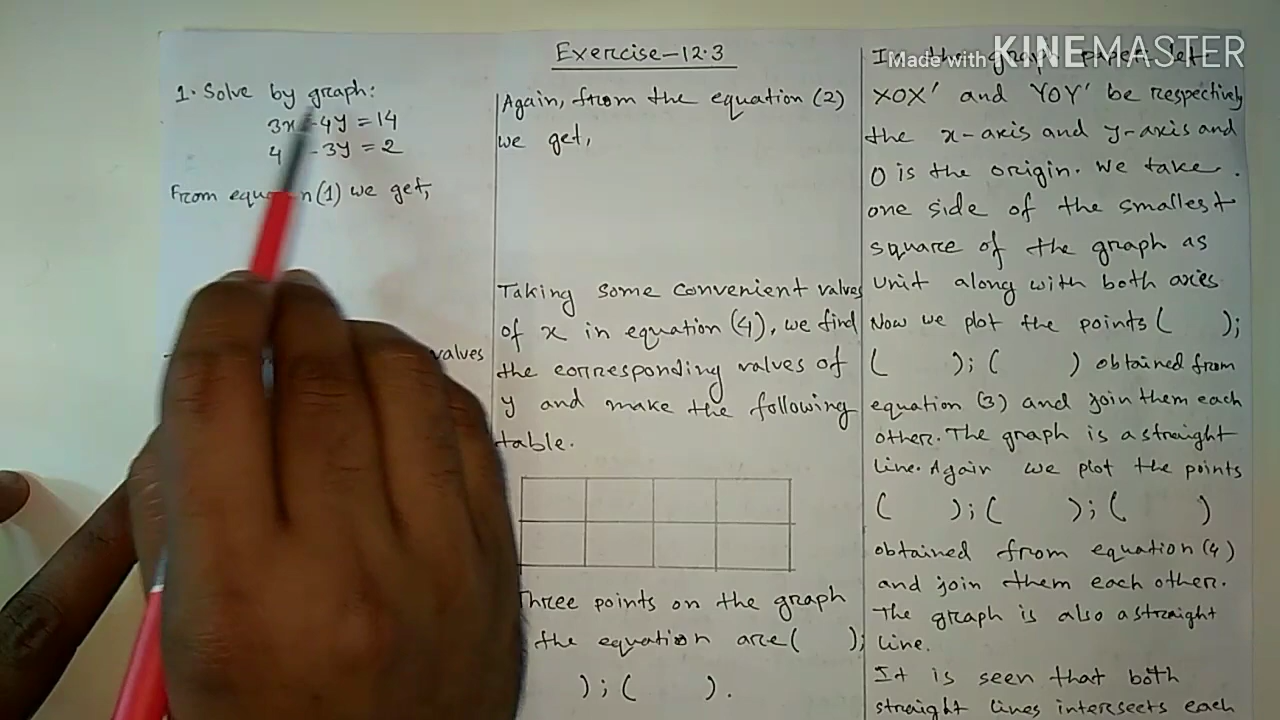 Exercise-12.3
1. Solve by graph:
3x-4y = 14
4 - 3y = 2
From equ n (1) we get,
values
Again, from the equation (2)
we get,
Taking some convenient values
of x in equation (4), we find
the corresponding values of
y and make the following
table.
Three points on the graph
the equation are ( );
); ( ).
Made with KINEMASTER
In the graph paper let
XOX' and YOY' be respectively
the x-axis and y-axis and
O is the origin. We take
one side of the smallest
square of the graph as
unit along with both axies
Now we plot the points ( );
( ); ( ) obtained from
equation (3) and join them each
other. The graph is a straight
line. Again we plot the points
( ); ( ); ( )
obtained from equation (4)
and join them each other.
The graph is also a straight
line.
It is seen that both
straight lines intersects each